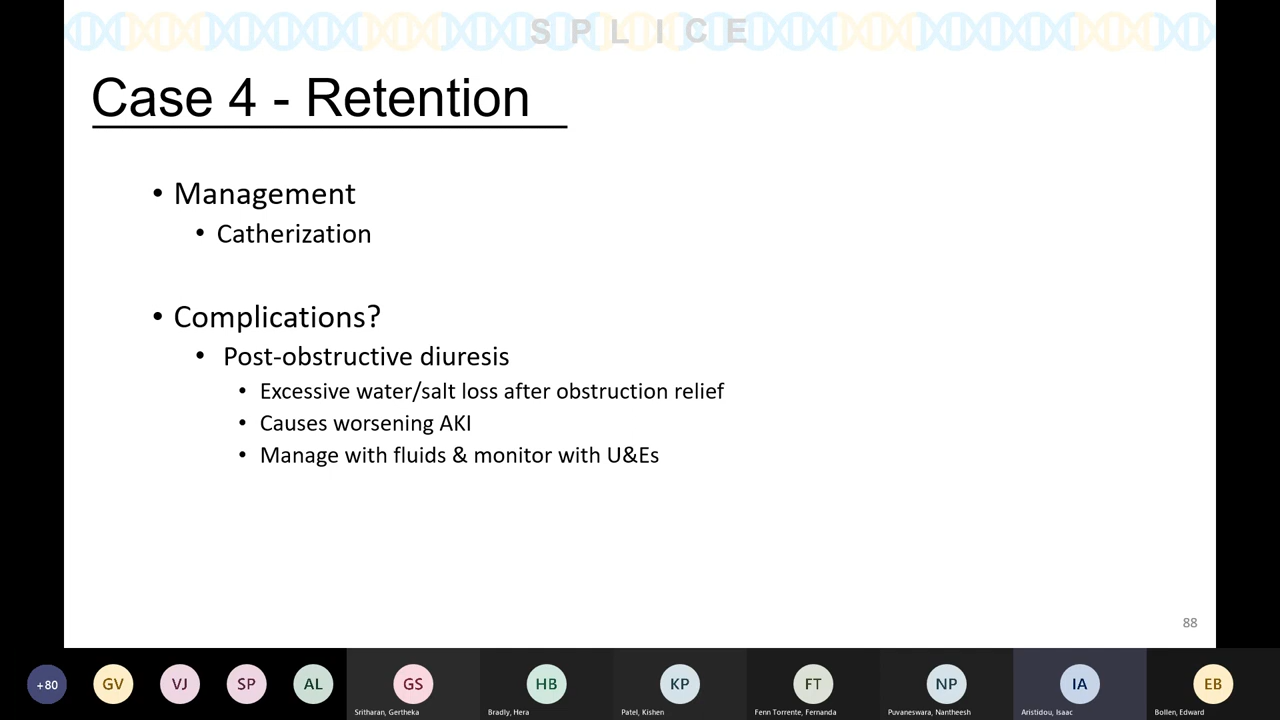 S P L I C E
Case 4 - Retention
• Management
• Catherization
• Complications?
• Post-obstructive diuresis
• Excessive water/salt loss after obstruction relief
• Causes worsening AKI
• Manage with fluids & monitor with U&Es
88
+80 GV VJ SP AL GS HB KP FT NP IA EB
Sritharan, Gertheka Bradly, Hera Patel, Kishen Fenn Torrente, Fernanda Puvaneswara, Nantheesh Aristidou, Isaac Bollen, Edward